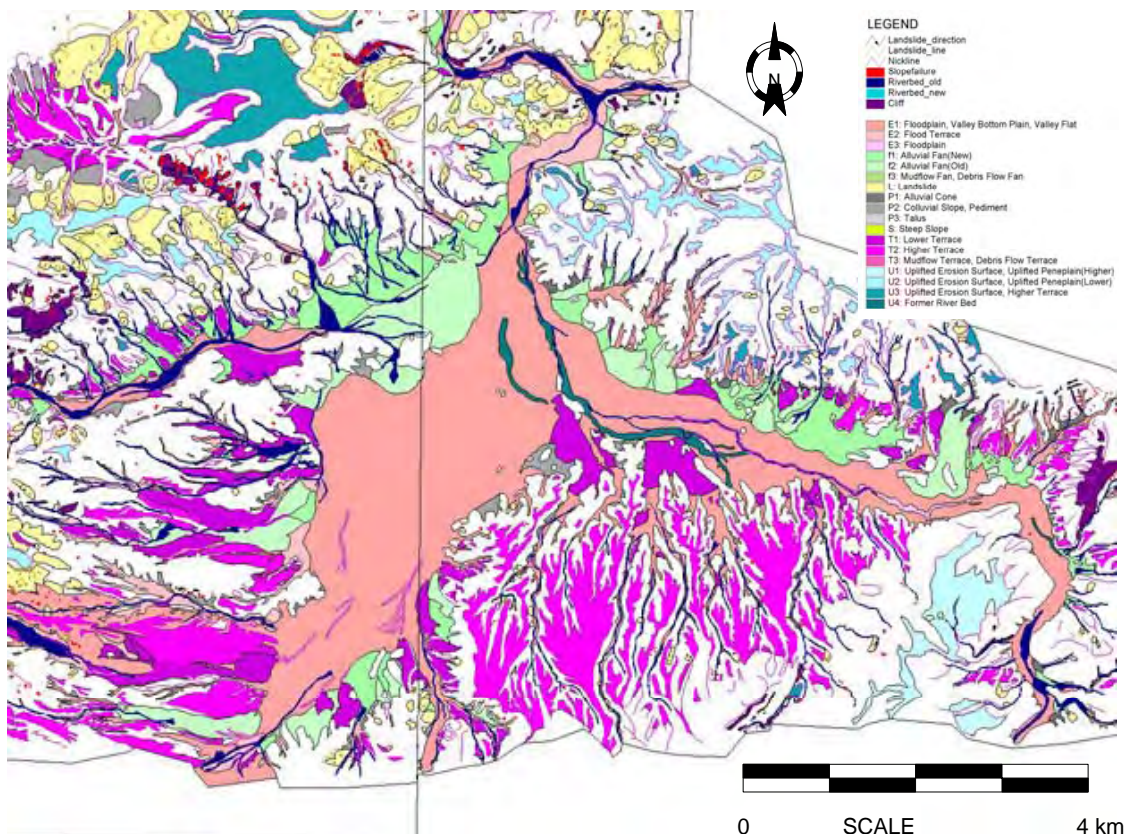 LEGEND
Landslide_direction
Landslide_line
Nickline
Slopefailure
Riverbed_old
Riverbed_new
Cliff
E1: Floodplain, Valley Bottom Plain, Valley Flat
E2: Flood Terrace
E3: Floodplain
f1: Alluvial Fan(New)
f2: Alluvial Fan(Old)
f3: Mudflow Fan, Debris Flow Fan
L: Landslide
P1: Alluvial Cone
P2: Colluvial Slope, Pediment
P3: Talus
S: Steep Slope
T1: Lower Terrace
T2: Higher Terrace
T3: Mudflow Terrace, Debris Flow Terrace
U1: Uplifted Erosion Surface, Uplifted Peneplain(Higher)
U2: Uplifted Erosion Surface, Uplifted Peneplain(Lower)
U3: Uplifted Erosion Surface, Higher Terrace
U4: Former River Bed
N
0 SCALE 4 km